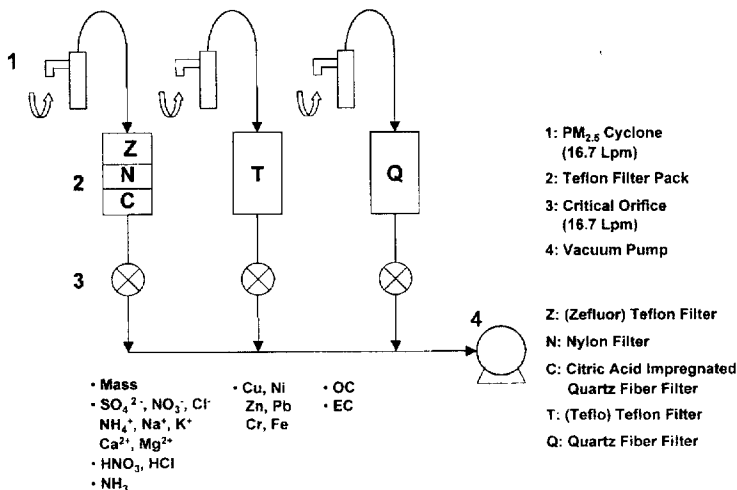 1
Z
N
C
2
T
Q
3
4
1: PM₂.₅ Cyclone
(16.7 Lpm)
2: Teflon Filter Pack
3: Critical Orifice
(16.7 Lpm)
4: Vacuum Pump
Z: (Zefluor) Teflon Filter
N: Nylon Filter
C: Citric Acid Impregnated
Quartz Fiber Filter
T: (Teflo) Teflon Filter
Q: Quartz Fiber Filter
• Mass
• SO₄²⁻, NO₃⁻, Cl⁻
NH₄⁺, Na⁺, K⁺
Ca²⁺, Mg²⁺
• HNO₃, HCl
• NH₃
• Cu, Ni
Zn, Pb
Cr, Fe
• OC
• EC